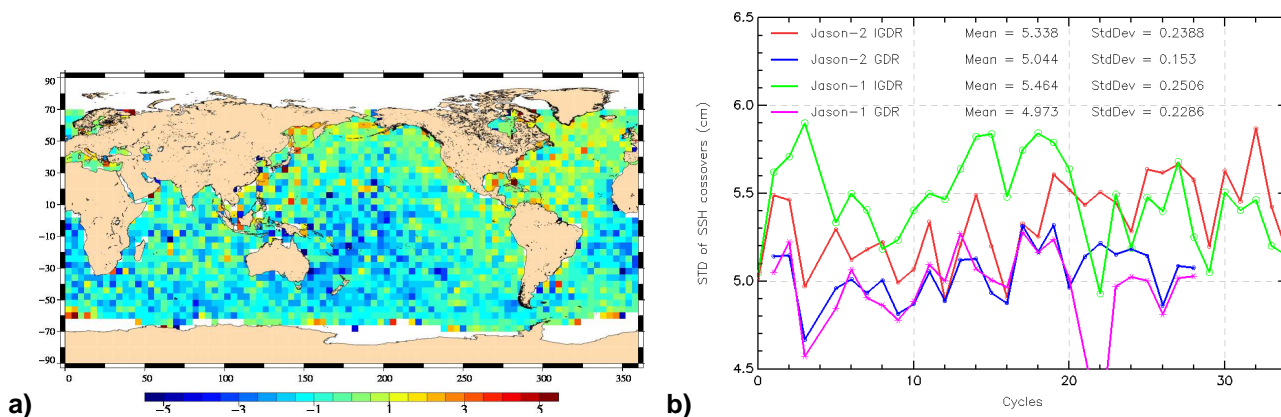 90
70
50
30
10
−10
−30
−50
−70
−90
0 50 100 150 200 250 300 350
−5 −3 −1 1 3 5
a)
6.5
6.0
5.5
5.0
4.5
STD of SSH cossovers (cm)
Jason−2 IGDR Mean = 5.338 StdDev = 0.2388
Jason−2 GDR Mean = 5.044 StdDev = 0.153
Jason−1 IGDR Mean = 5.464 StdDev = 0.2506
Jason−1 GDR Mean = 4.973 StdDev = 0.2286
0 10 20 30
Cycles
b)